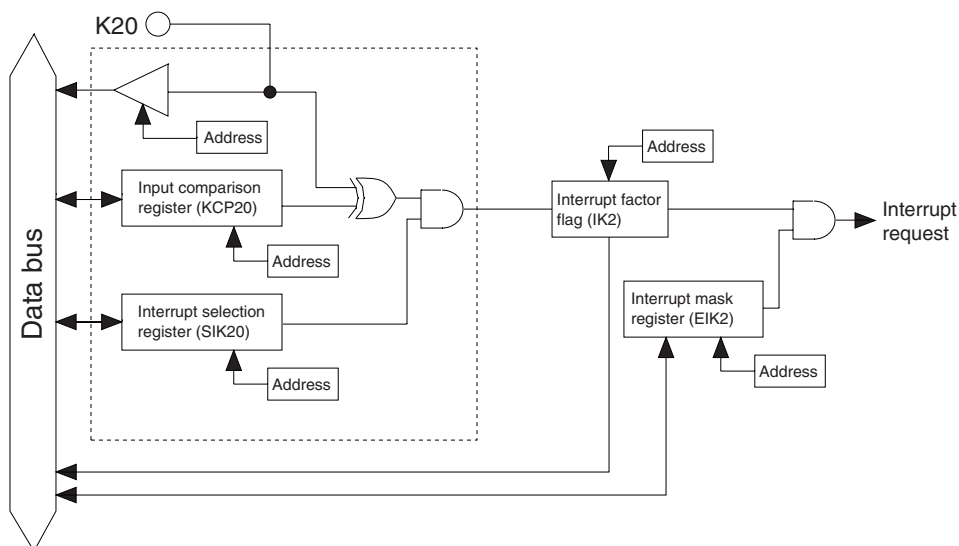 K20
Address
Address
Input comparison
register (KCP20)
Interrupt factor
flag (IK2)
Interrupt
request
Address
Data bus
Interrupt selection
register (SIK20)
Interrupt mask
register (EIK2)
Address
Address